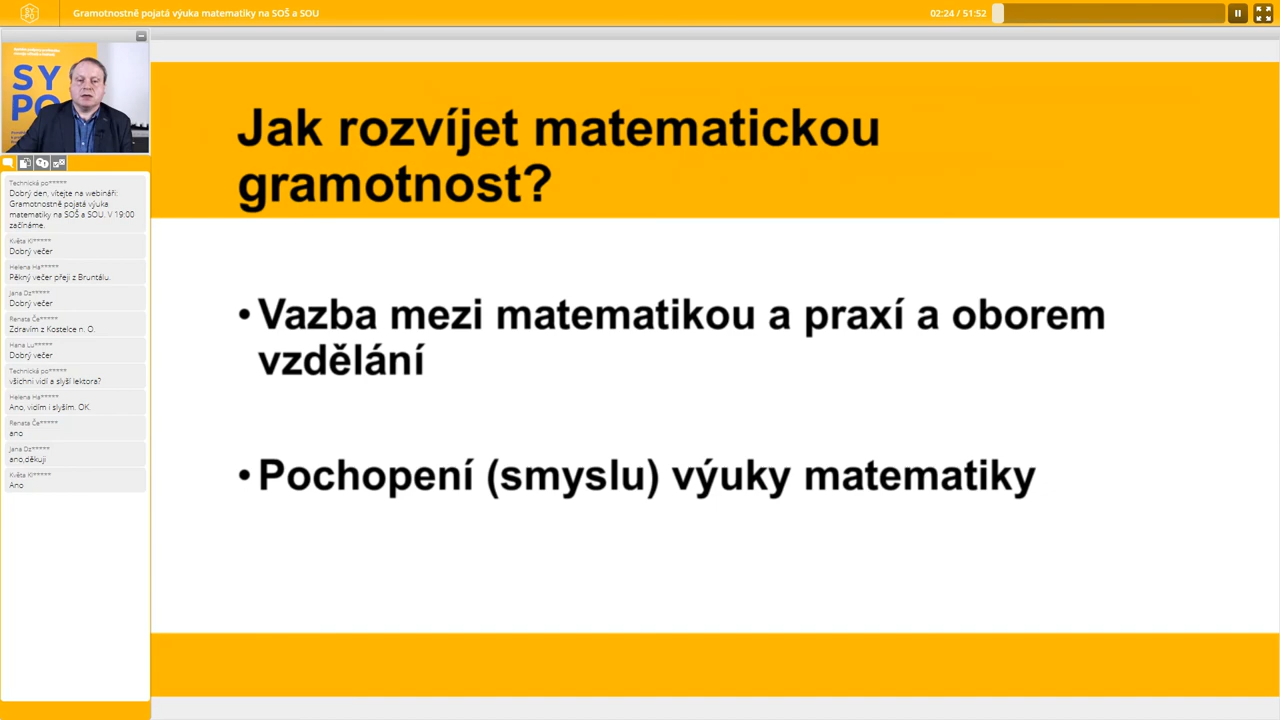 Gramotnostně pojatá výuka matematiky na SOŠ a SOU
02:24 / 51:52
SY
PO
Technická po*****
Dobrý den, vítejte na webináři:
Gramotnostně pojatá výuka
matematiky na SOŠ a SOU. V 19:00
začínáme.
Květa Kl*****
Dobrý večer
Helena Ha*****
Pěkný večer přeji z Bruntálu.
Jana Dz*****
Dobrý večer
Renata Ča*****
Zdravím z Kostelce n. O.
Hana Lu*****
Dobrý večer
Technická po*****
všichni vidí a slyší lektora?
Helena Ha*****
Ano, vidím i slyším. OK.
Renata Ča*****
ano
Jana Dz*****
ano,děkuji
Květa Kl*****
Ano
Jak rozvíjet matematickou
gramotnost?
• Vazba mezi matematikou a praxí a oborem
vzdělání
• Pochopení (smyslu) výuky matematiky